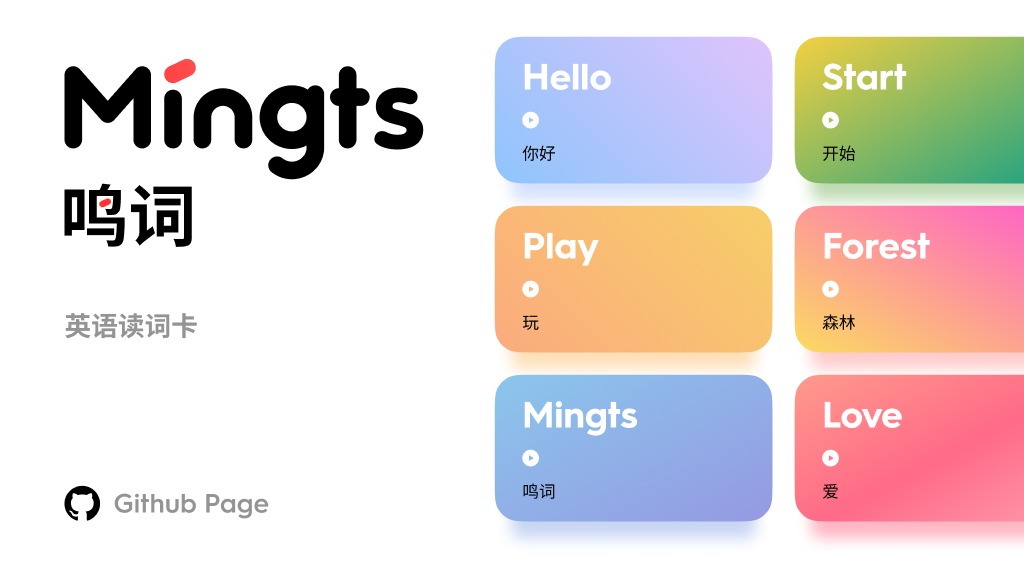 Mingts
鸣词
英语读词卡
Github Page
Hello
你好
Start
开始
Play
玩
Forest
森林
Mingts
鸣词
Love
爱